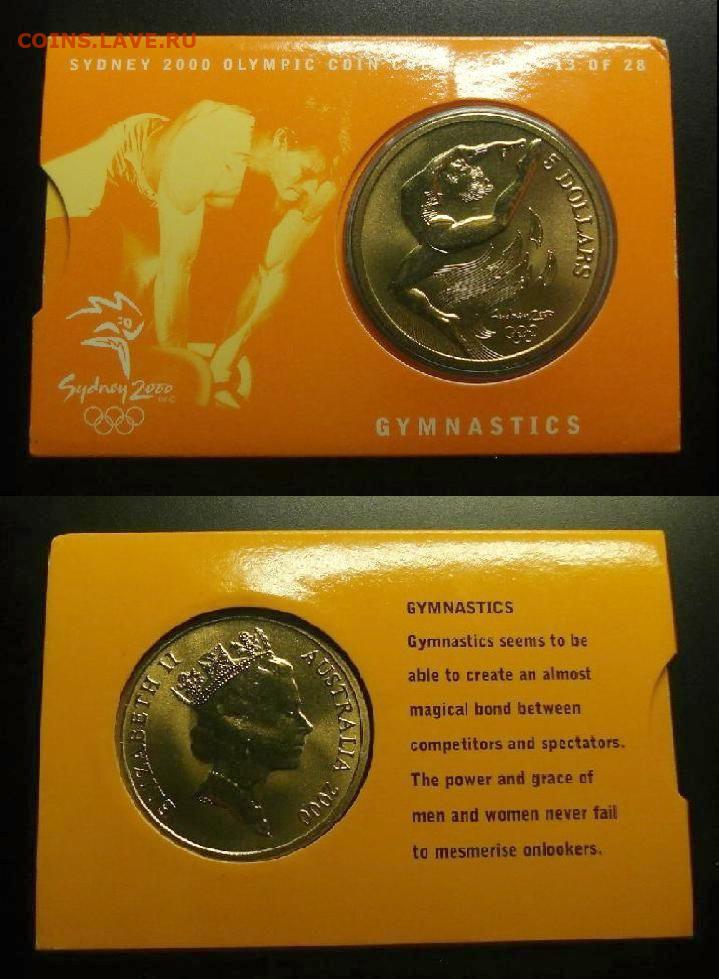 COINS.LAVE.RU
SYDNEY 2000 OLYMPIC COIN 13 OF 28
5 DOLLARS
Sydney 2000
Sydney 2000
GYMNASTICS
ELIZABETH II AUSTRALIA 2000
GYMNASTICS
Gymnastics seems to be
able to create an almost
magical bond between
competitors and spectators.
The power and grace of
men and women never fail
to mesmerise onlookers.